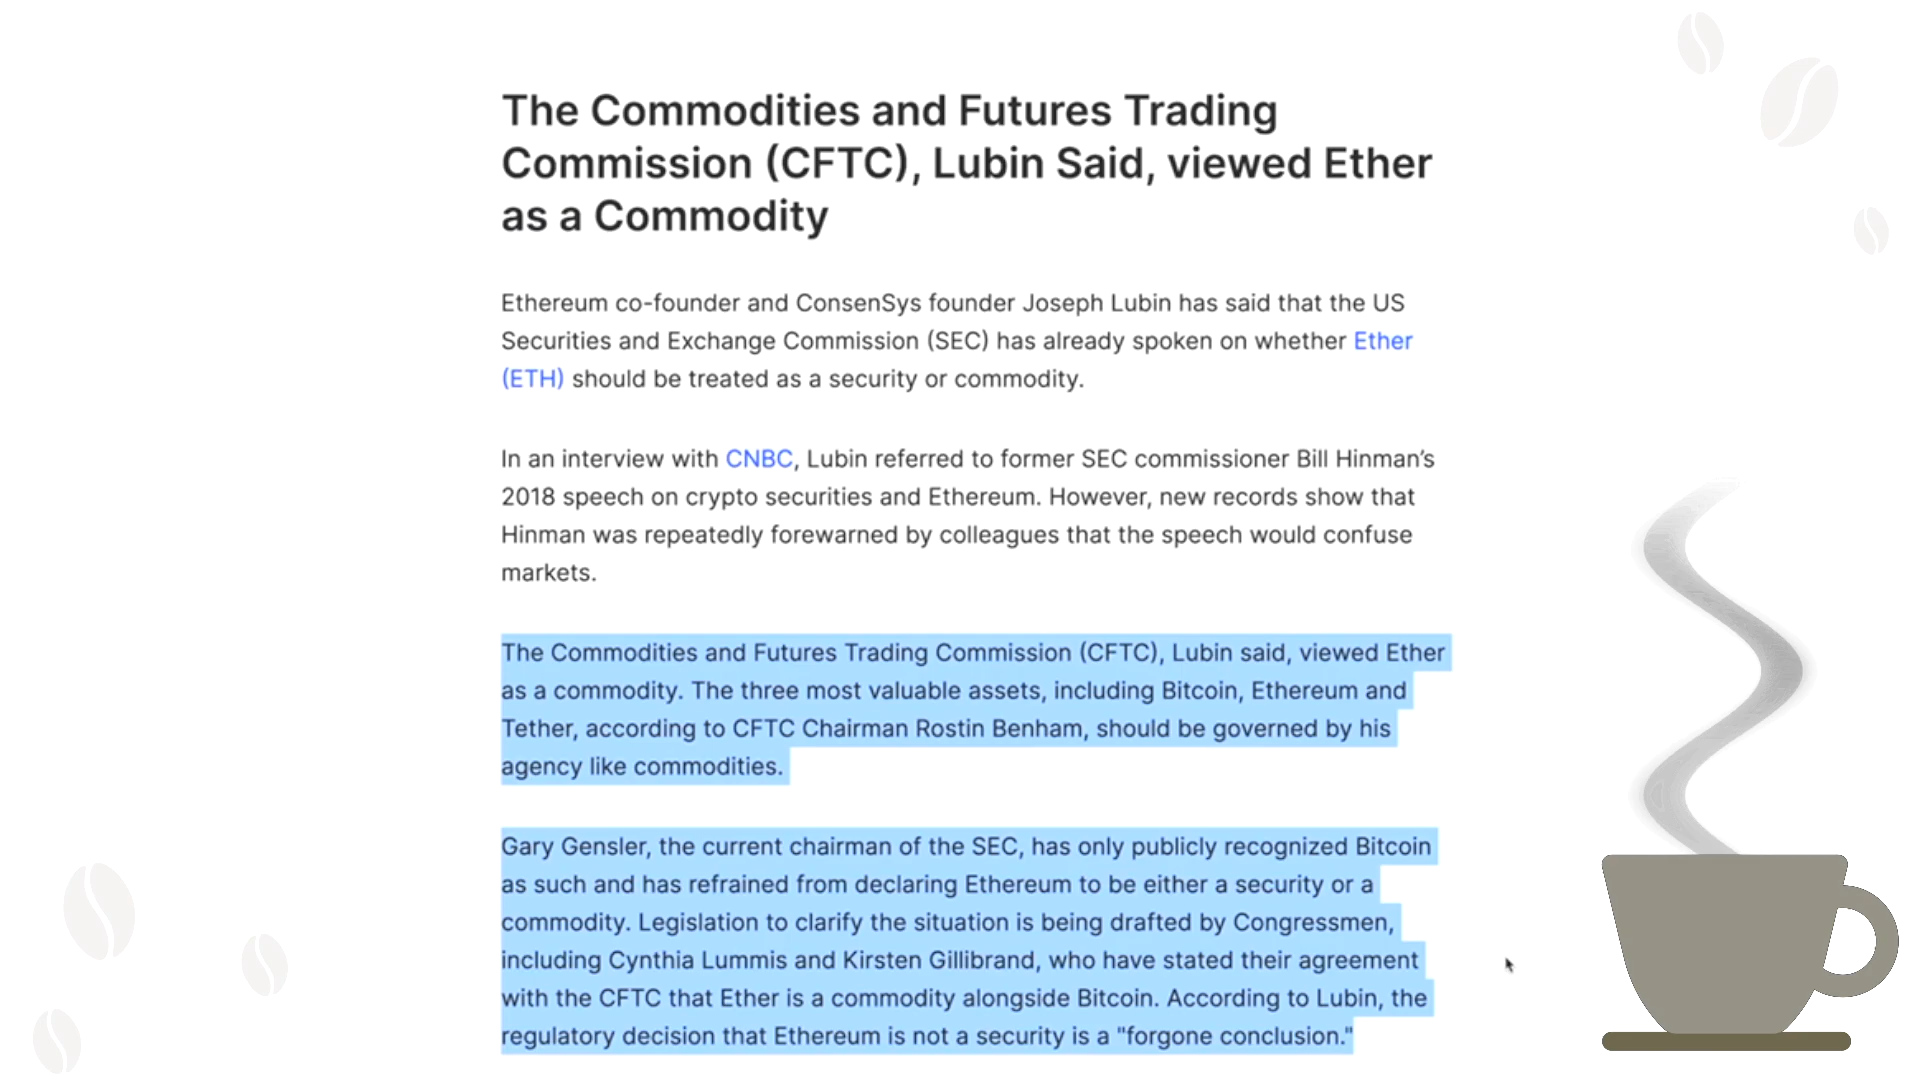 The Commodities and Futures Trading
Commission (CFTC), Lubin Said, viewed Ether
as a Commodity
Ethereum co-founder and ConsenSys founder Joseph Lubin has said that the US
Securities and Exchange Commission (SEC) has already spoken on whether Ether
(ETH) should be treated as a security or commodity.
In an interview with CNBC, Lubin referred to former SEC commissioner Bill Hinman’s
2018 speech on crypto securities and Ethereum. However, new records show that
Hinman was repeatedly forewarned by colleagues that the speech would confuse
markets.
The Commodities and Futures Trading Commission (CFTC), Lubin said, viewed Ether
as a commodity. The three most valuable assets, including Bitcoin, Ethereum and
Tether, according to CFTC Chairman Rostin Benham, should be governed by his
agency like commodities.
Gary Gensler, the current chairman of the SEC, has only publicly recognized Bitcoin
as such and has refrained from declaring Ethereum to be either a security or a
commodity. Legislation to clarify the situation is being drafted by Congressmen,
including Cynthia Lummis and Kirsten Gillibrand, who have stated their agreement
with the CFTC that Ether is a commodity alongside Bitcoin. According to Lubin, the
regulatory decision that Ethereum is not a security is a "forgone conclusion."